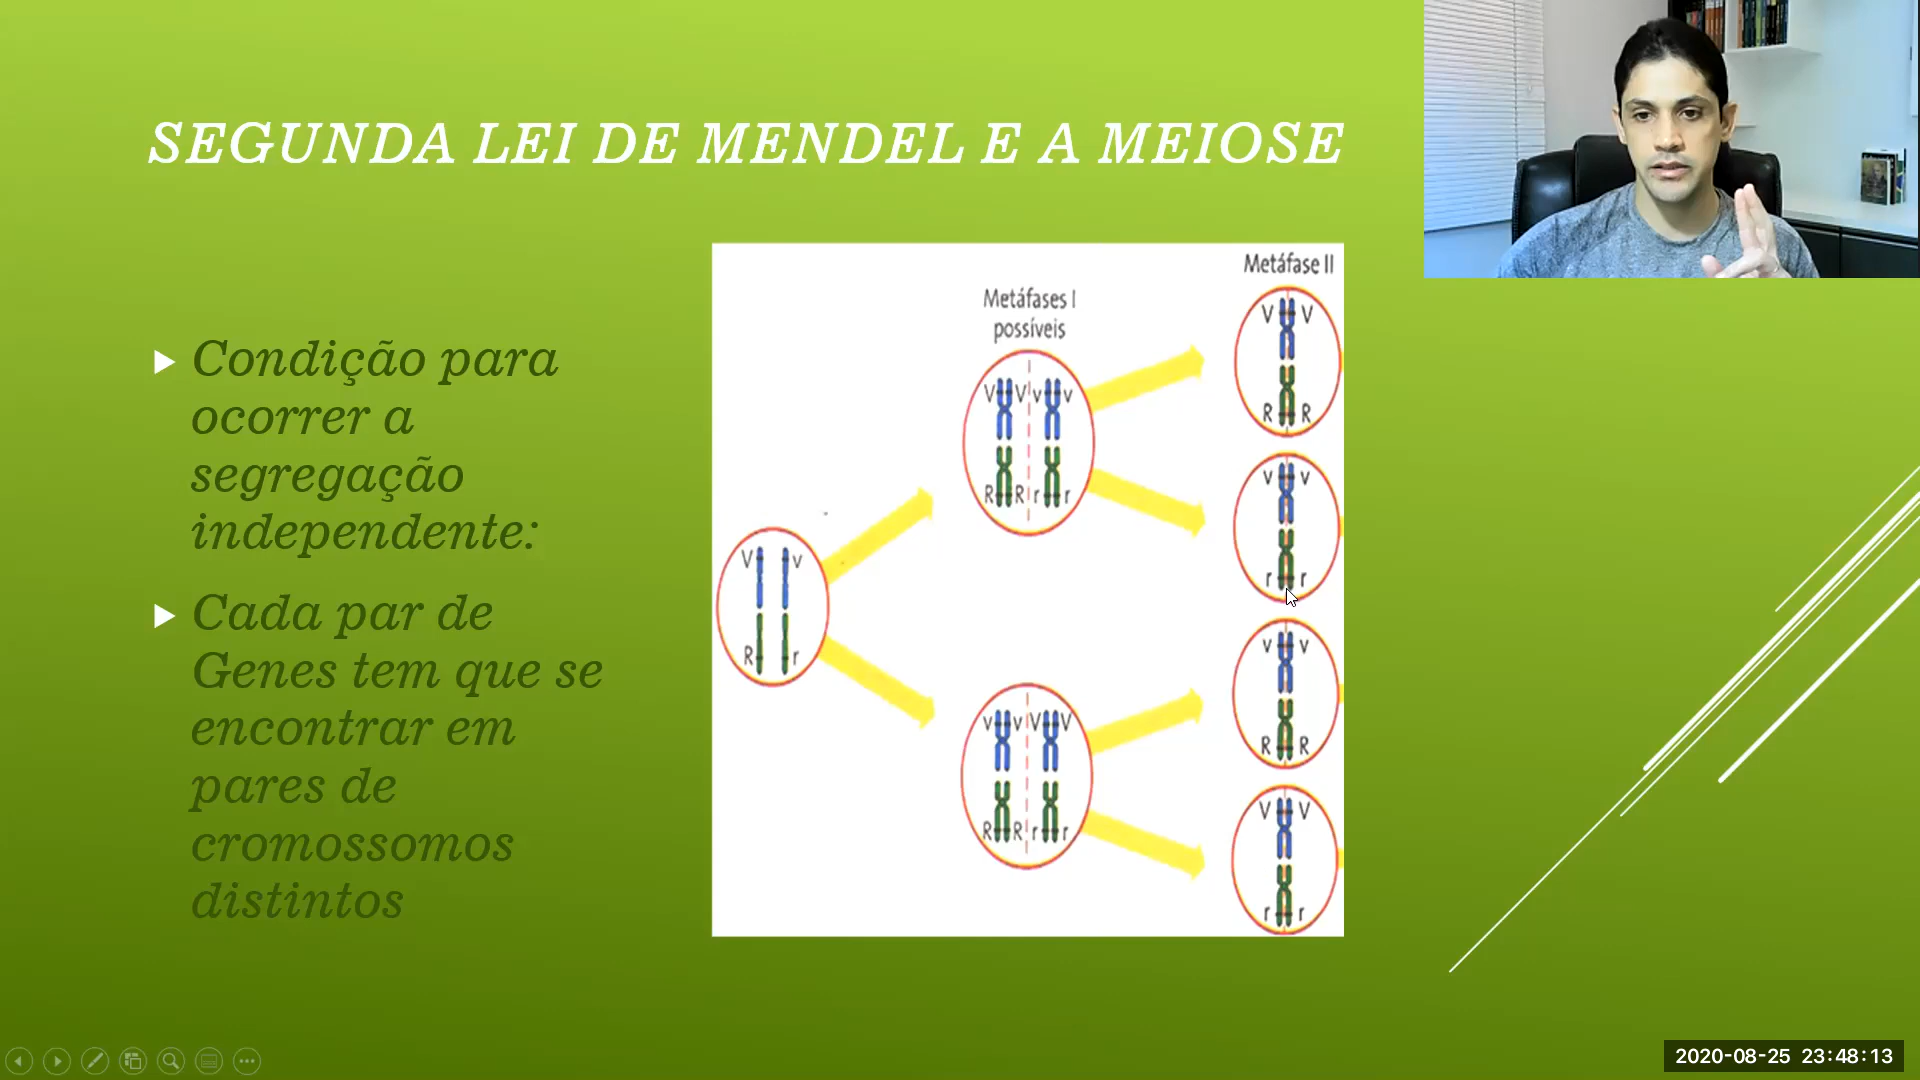 SEGUNDA LEI DE MENDEL E A MEIOSE
Condição para
ocorrer a
segregação
independente:
Cada par de
Genes tem que se
encontrar em
pares de
cromossomos
distintos
Metáfases I
possíveis
Metáfase II
V v
R r
V V v v
R R r r
v v V V
R R r r
V V
R R
v v
r r
v v
R R
V V
r r
2020-08-25 23:48:13